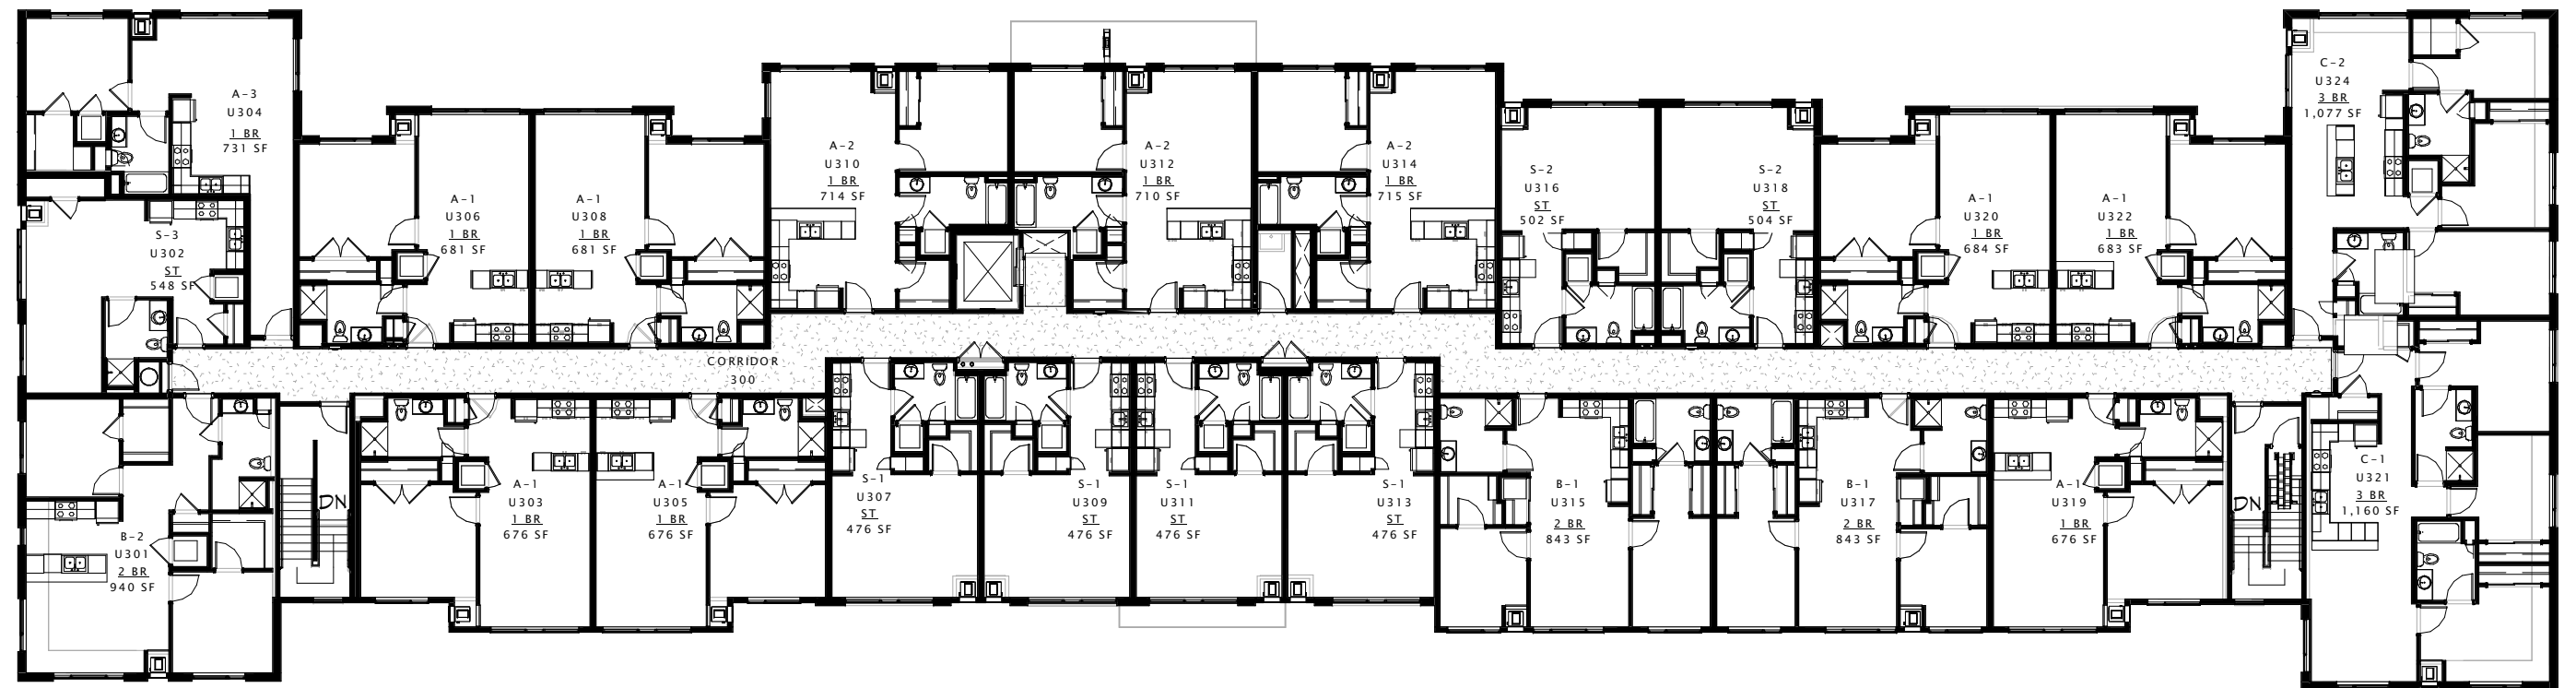 A-3
U304
1 BR
731 SF
S-3
U302
ST
548 SF
A-1
U306
1 BR
681 SF
A-1
U308
1 BR
681 SF
A-2
U310
1 BR
714 SF
A-2
U312
1 BR
710 SF
A-2
U314
1 BR
715 SF
S-2
U316
ST
502 SF
S-2
U318
ST
504 SF
A-1
U320
1 BR
684 SF
A-1
U322
1 BR
683 SF
C-2
U324
3 BR
1,077 SF
CORRIDOR
300
B-2
U301
2 BR
940 SF
DN
A-1
U303
1 BR
676 SF
A-1
U305
1 BR
676 SF
S-1
U307
ST
476 SF
S-1
U309
ST
476 SF
S-1
U311
ST
476 SF
S-1
U313
ST
476 SF
B-1
U315
2 BR
843 SF
B-1
U317
2 BR
843 SF
A-1
U319
1 BR
676 SF
DN
C-1
U321
3 BR
1,160 SF